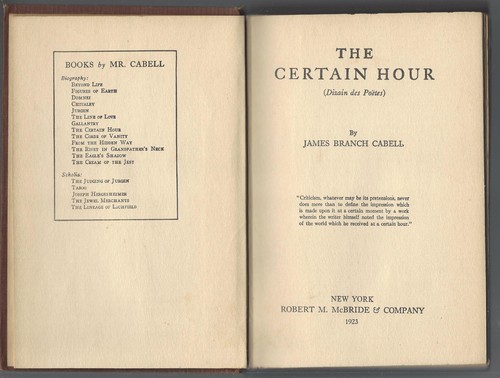 BOOKS by MR. CABELL
Biography:
BEYOND LIFE
FIGURES OF EARTH
DOMNEI
CHIVALRY
JURGEN
THE LINE OF LOVE
GALLANTRY
THE CERTAIN HOUR
THE CORDS OF VANITY
FROM THE HIDDEN WAY
THE RIVET IN GRANDFATHER'S NECK
THE EAGLE'S SHADOW
THE CREAM OF THE JEST
Scholia:
THE JUDGING OF JURGEN
TABOO
JOSEPH HERGESHEIMER
THE JEWEL MERCHANTS
THE LINEAGE OF LICHFIELD
THE
CERTAIN HOUR
(Dizain des Poëtes)
By
JAMES BRANCH CABELL
"Criticism, whatever may be its pretensions, never
does more than to define the impression which
is made upon it at a certain moment by a work
wherein the writer himself noted the impression
of the world which he received at a certain hour."
NEW YORK
ROBERT M. McBRIDE & COMPANY
1923